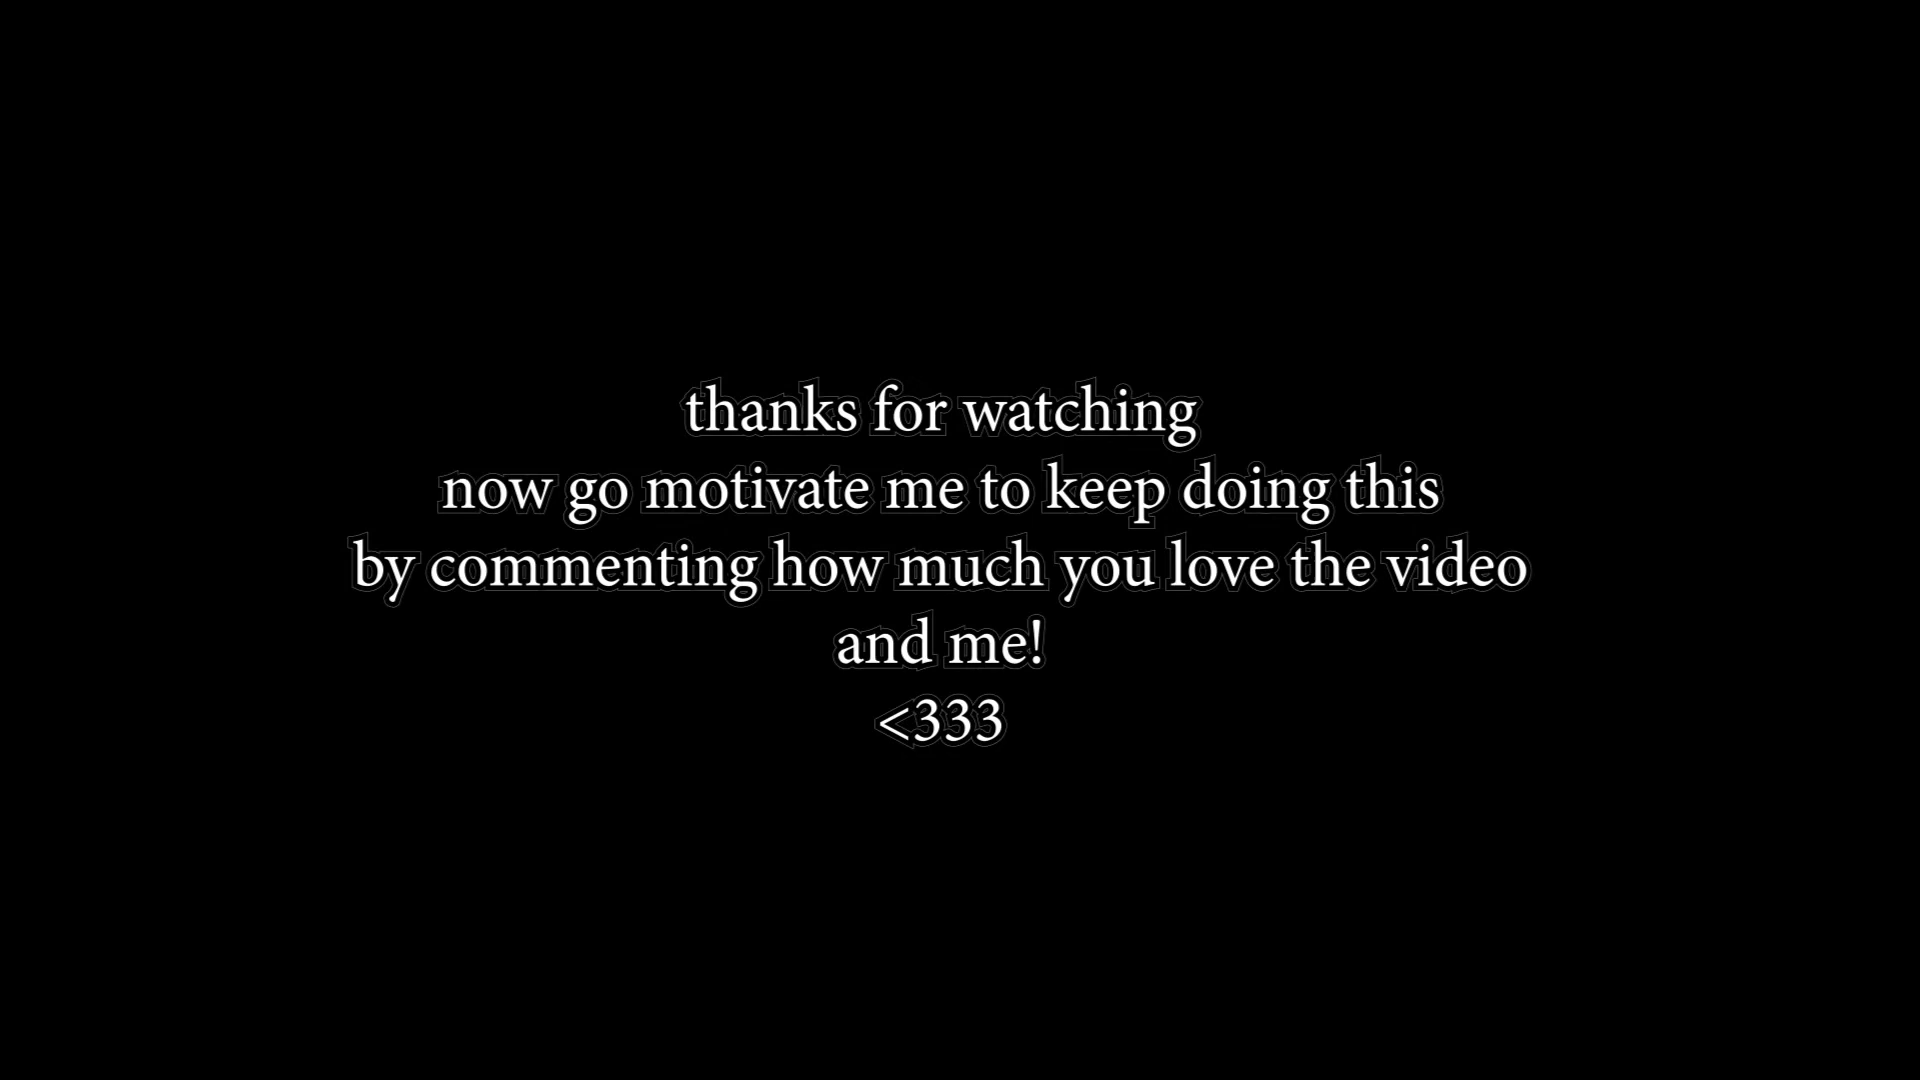 thanks for watching
now go motivate me to keep doing this
by commenting how much you love the video
and me!
<333